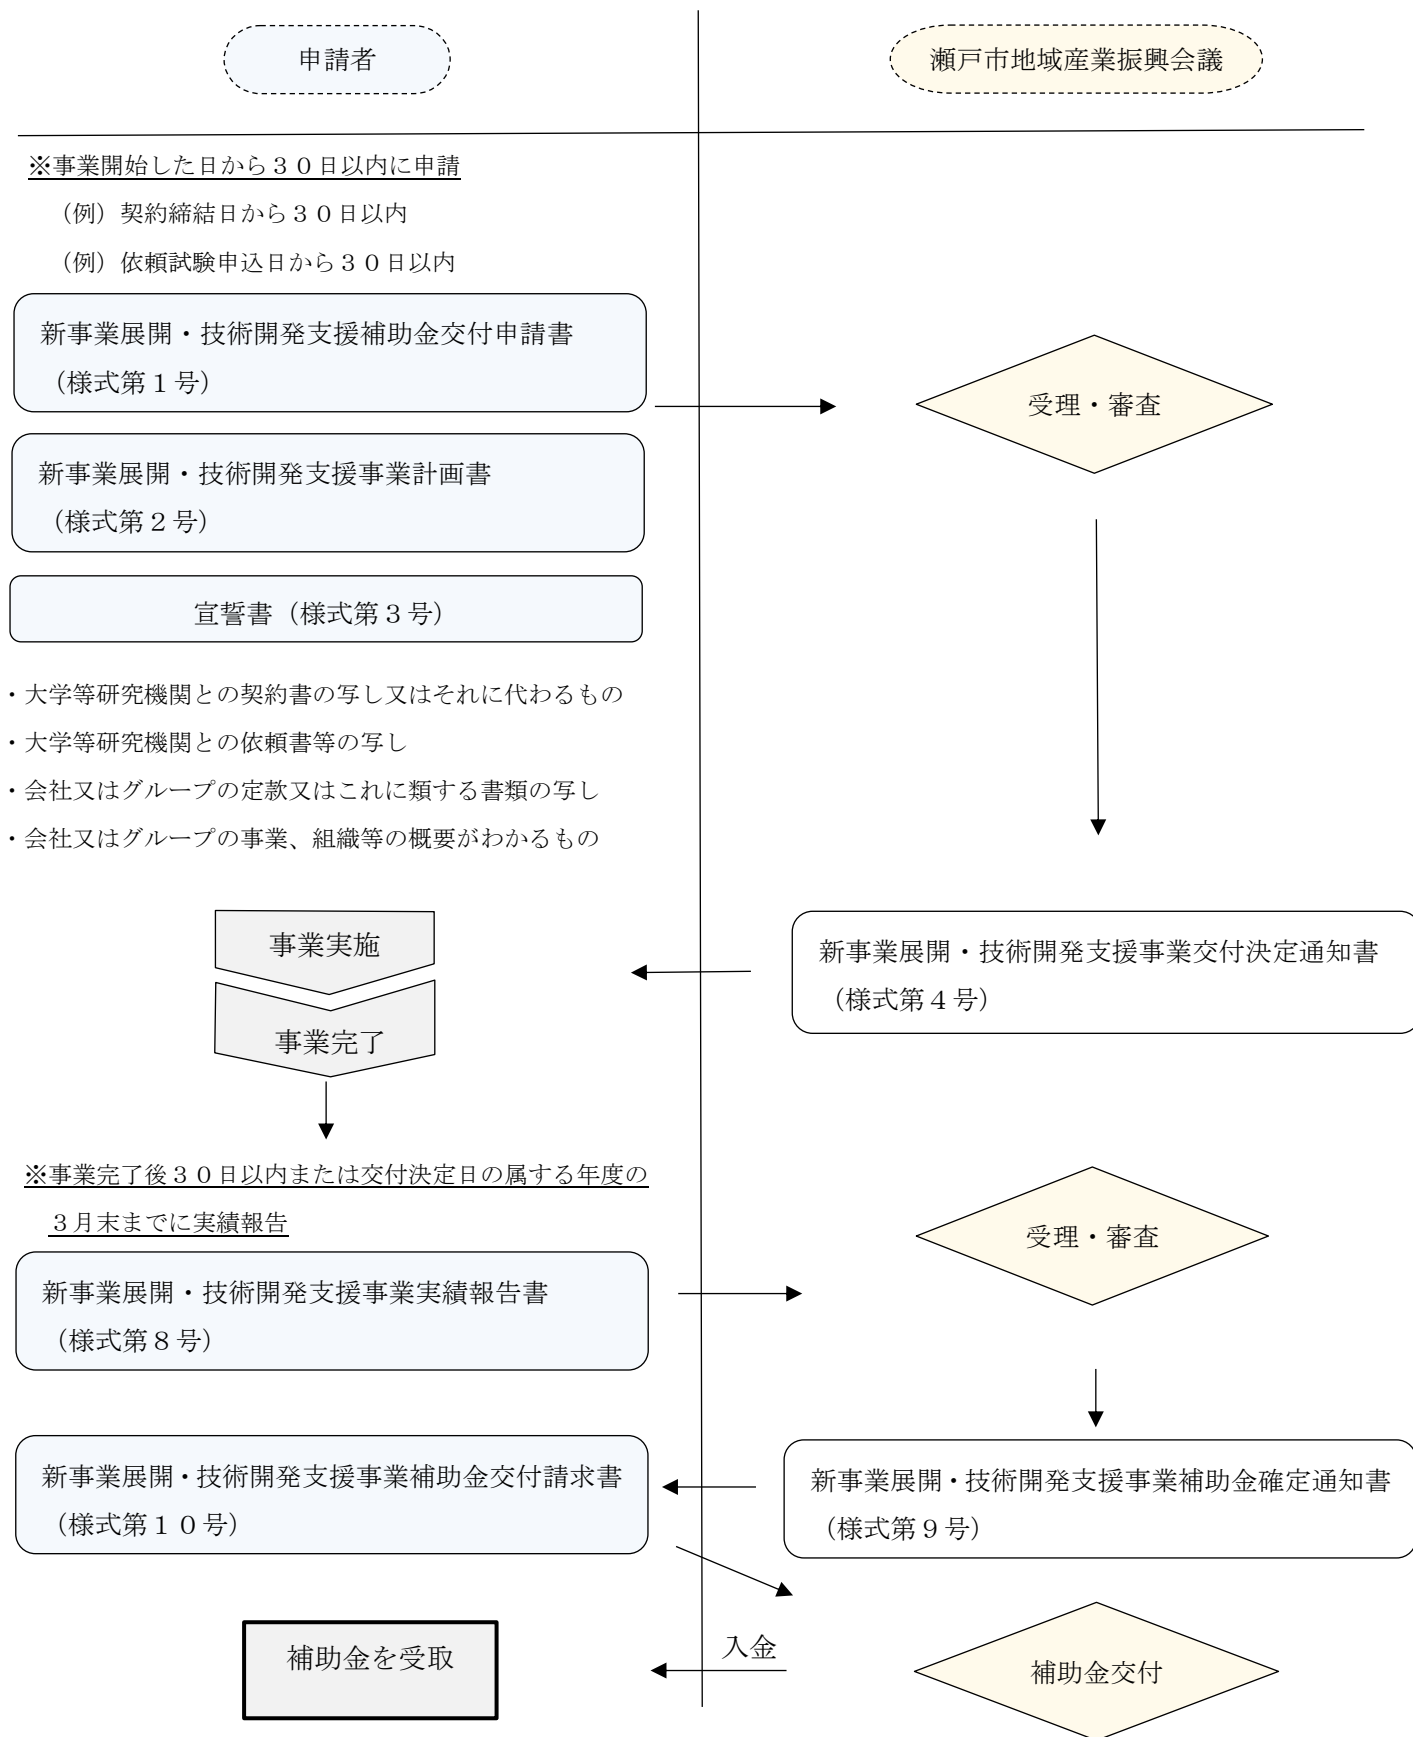 申請者
瀬戸市地域産業振興会議
※事業開始した日から３０日以内に申請
（例）契約締結日から３０日以内
（例）依頼試験申込日から３０日以内
新事業展開・技術開発支援補助金交付申請書
（様式第１号）
受理・審査
新事業展開・技術開発支援事業計画書
（様式第２号）
宣誓書（様式第３号）
・大学等研究機関との契約書の写し又はそれに代わるもの
・大学等研究機関との依頼書等の写し
・会社又はグループの定款又はこれに類する書類の写し
・会社又はグループの事業、組織等の概要がわかるもの
新事業展開・技術開発支援事業交付決定通知書
（様式第４号）
事業実施
事業完了
※事業完了後３０日以内または交付決定日の属する年度の
３月末までに実績報告
新事業展開・技術開発支援事業実績報告書
（様式第８号）
受理・審査
新事業展開・技術開発支援事業補助金確定通知書
（様式第９号）
新事業展開・技術開発支援事業補助金交付請求書
（様式第１０号）
補助金交付
入金
補助金を受取